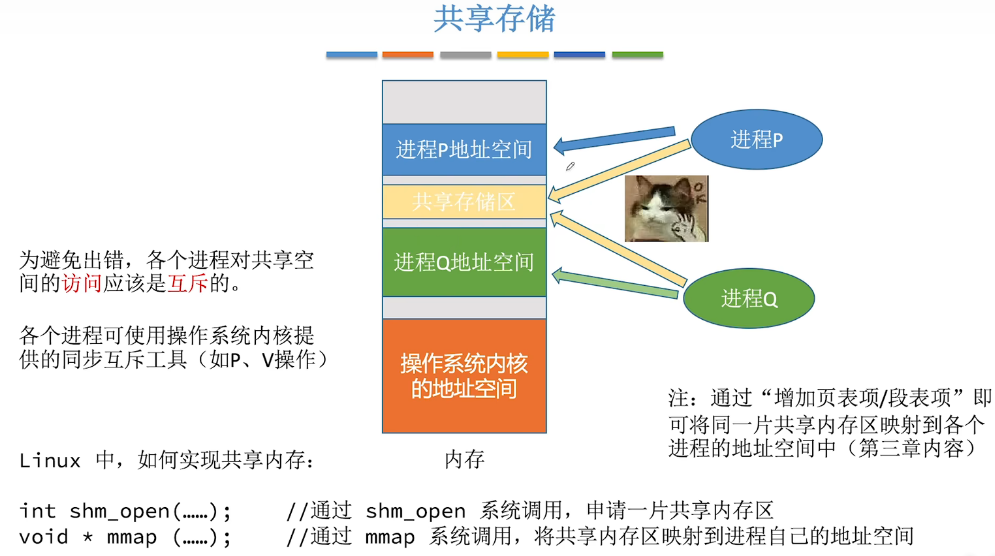 共享存储
进程P地址空间
共享存储区
进程Q地址空间
操作系统内核
的地址空间
内存
进程P
OK
进程Q
为避免出错，各个进程对共享空
间的访问应该是互斥的。
各个进程可使用操作系统内核提
供的同步互斥工具（如P、V操作）
注：通过“增加页表项/段表项”即
可将同一片共享内存区映射到各个
进程的地址空间中（第三章内容）
Linux 中，如何实现共享内存：
int shm_open(……); //通过 shm_open 系统调用，申请一片共享内存区
void * mmap (……); //通过 mmap 系统调用，将共享内存区映射到进程自己的地址空间